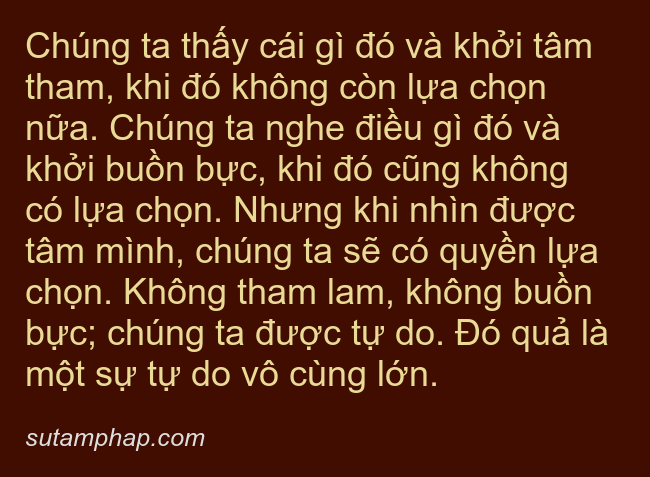 Chúng ta thấy cái gì đó và khởi tâm
tham, khi đó không còn lựa chọn
nữa. Chúng ta nghe điều gì đó và
khởi buồn bực, khi đó cũng không
có lựa chọn. Nhưng khi nhìn được
tâm mình, chúng ta sẽ có quyền lựa
chọn. Không tham lam, không buồn
bực; chúng ta được tự do. Đó quả là
một sự tự do vô cùng lớn.
sutamphap.com